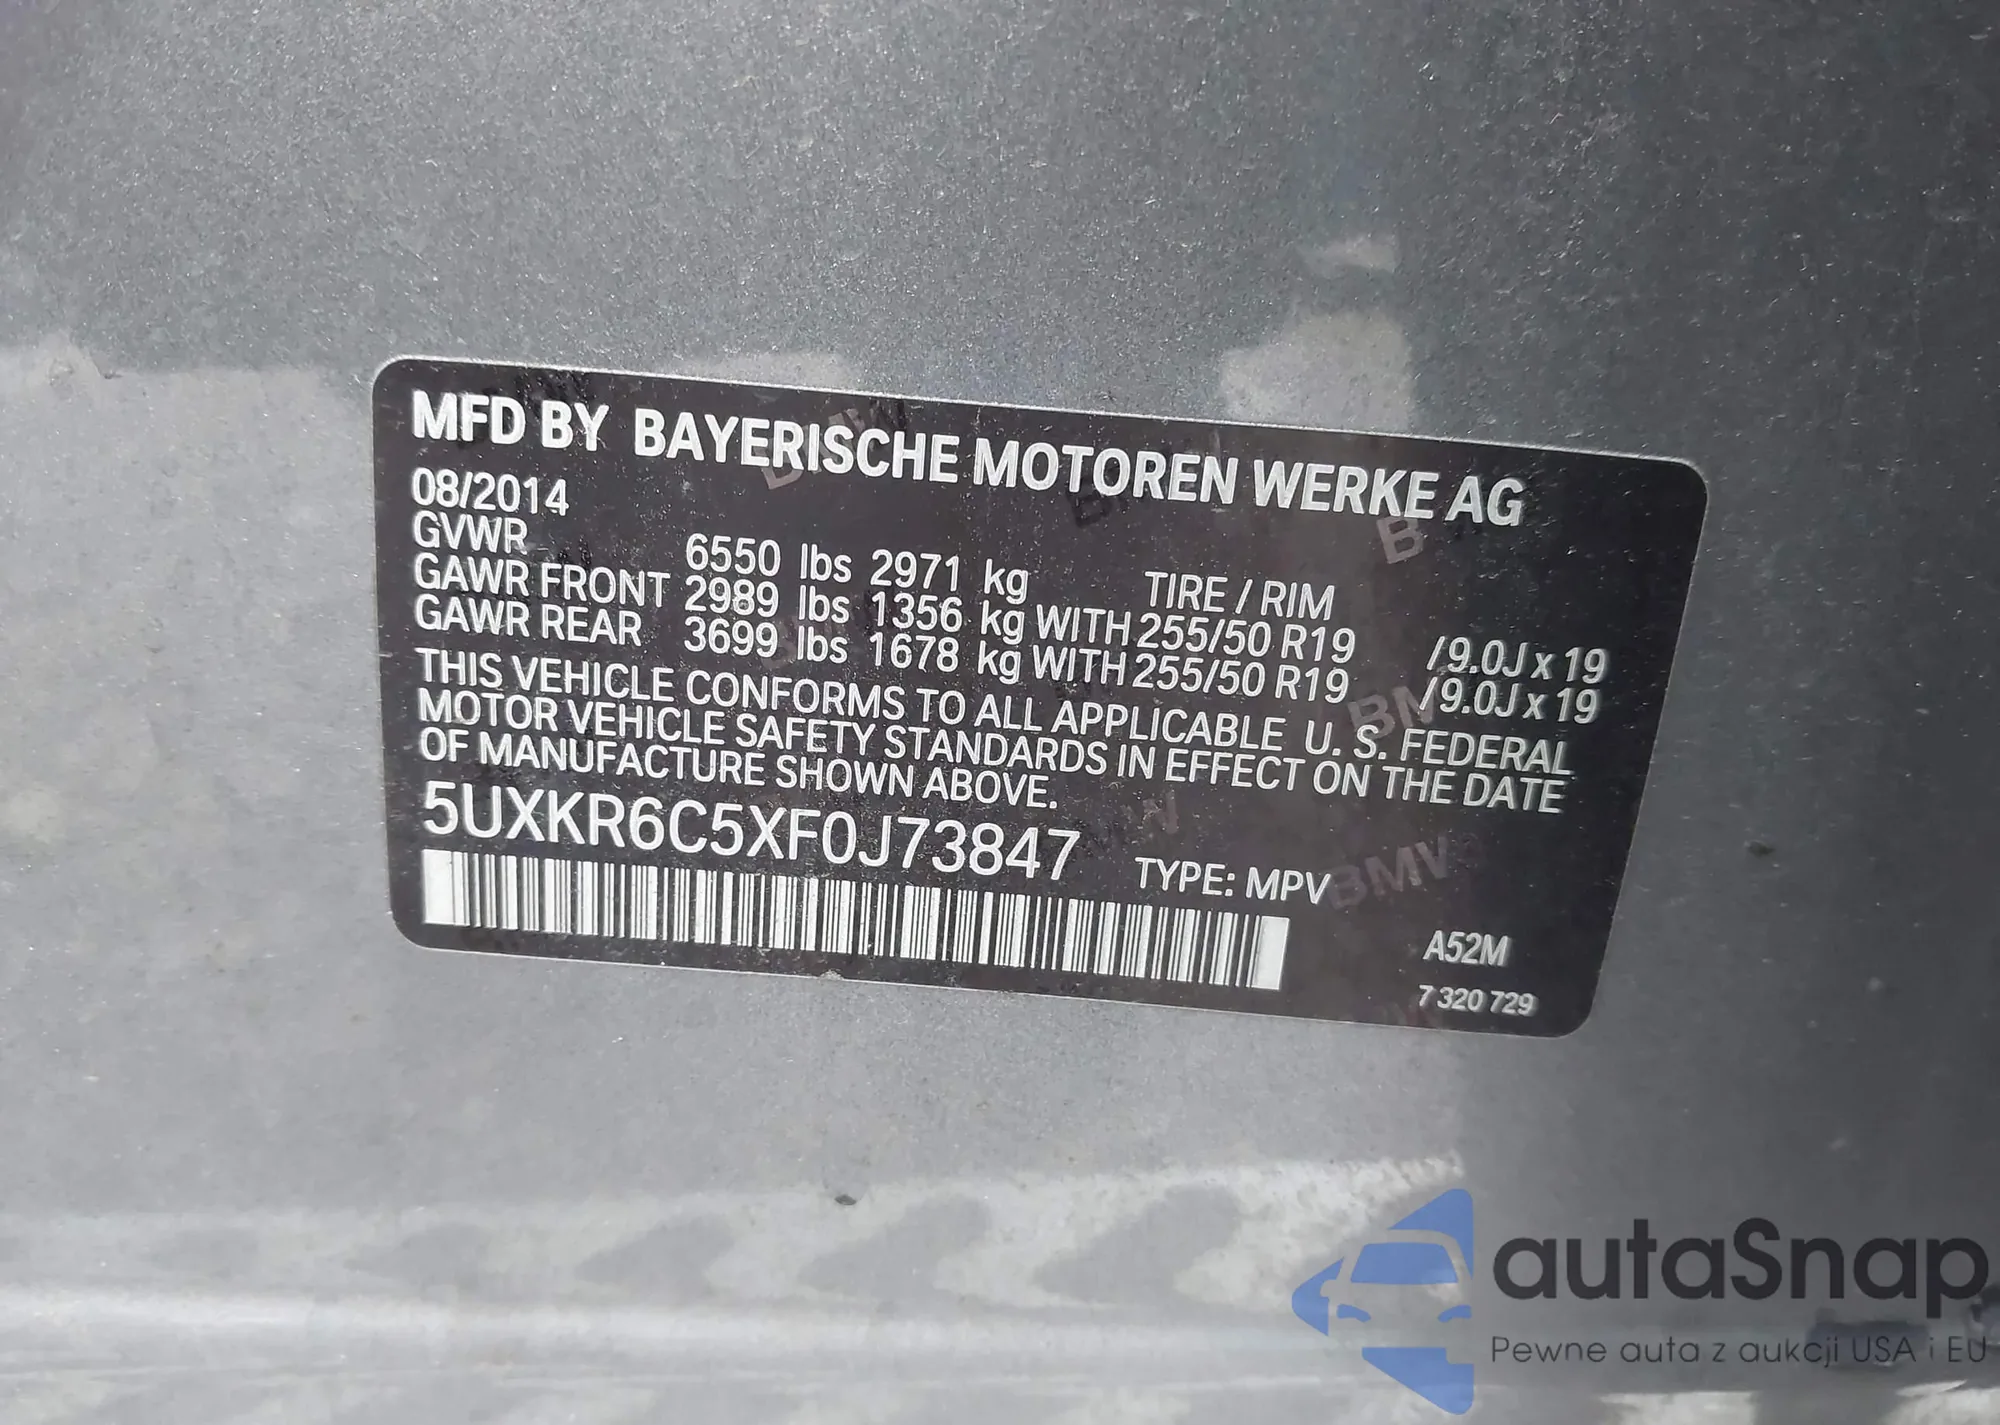 MFD BY BAYERISCHE MOTOREN WERKE AG
08/2014
GVWR 6550 lbs 2971 kg TIRE / RIM
GAWR FRONT 2989 lbs 1356 kg WITH 255/50 R19 /9.0J x 19
GAWR REAR 3699 lbs 1678 kg WITH 255/50 R19 /9.0J x 19
THIS VEHICLE CONFORMS TO ALL APPLICABLE U. S. FEDERAL
MOTOR VEHICLE SAFETY STANDARDS IN EFFECT ON THE DATE
OF MANUFACTURE SHOWN ABOVE.
5UXKR6C5XF0J73847 TYPE: MPV
A52M
7 320 729
autaSnap
Pewne auta z aukcji USA i EU